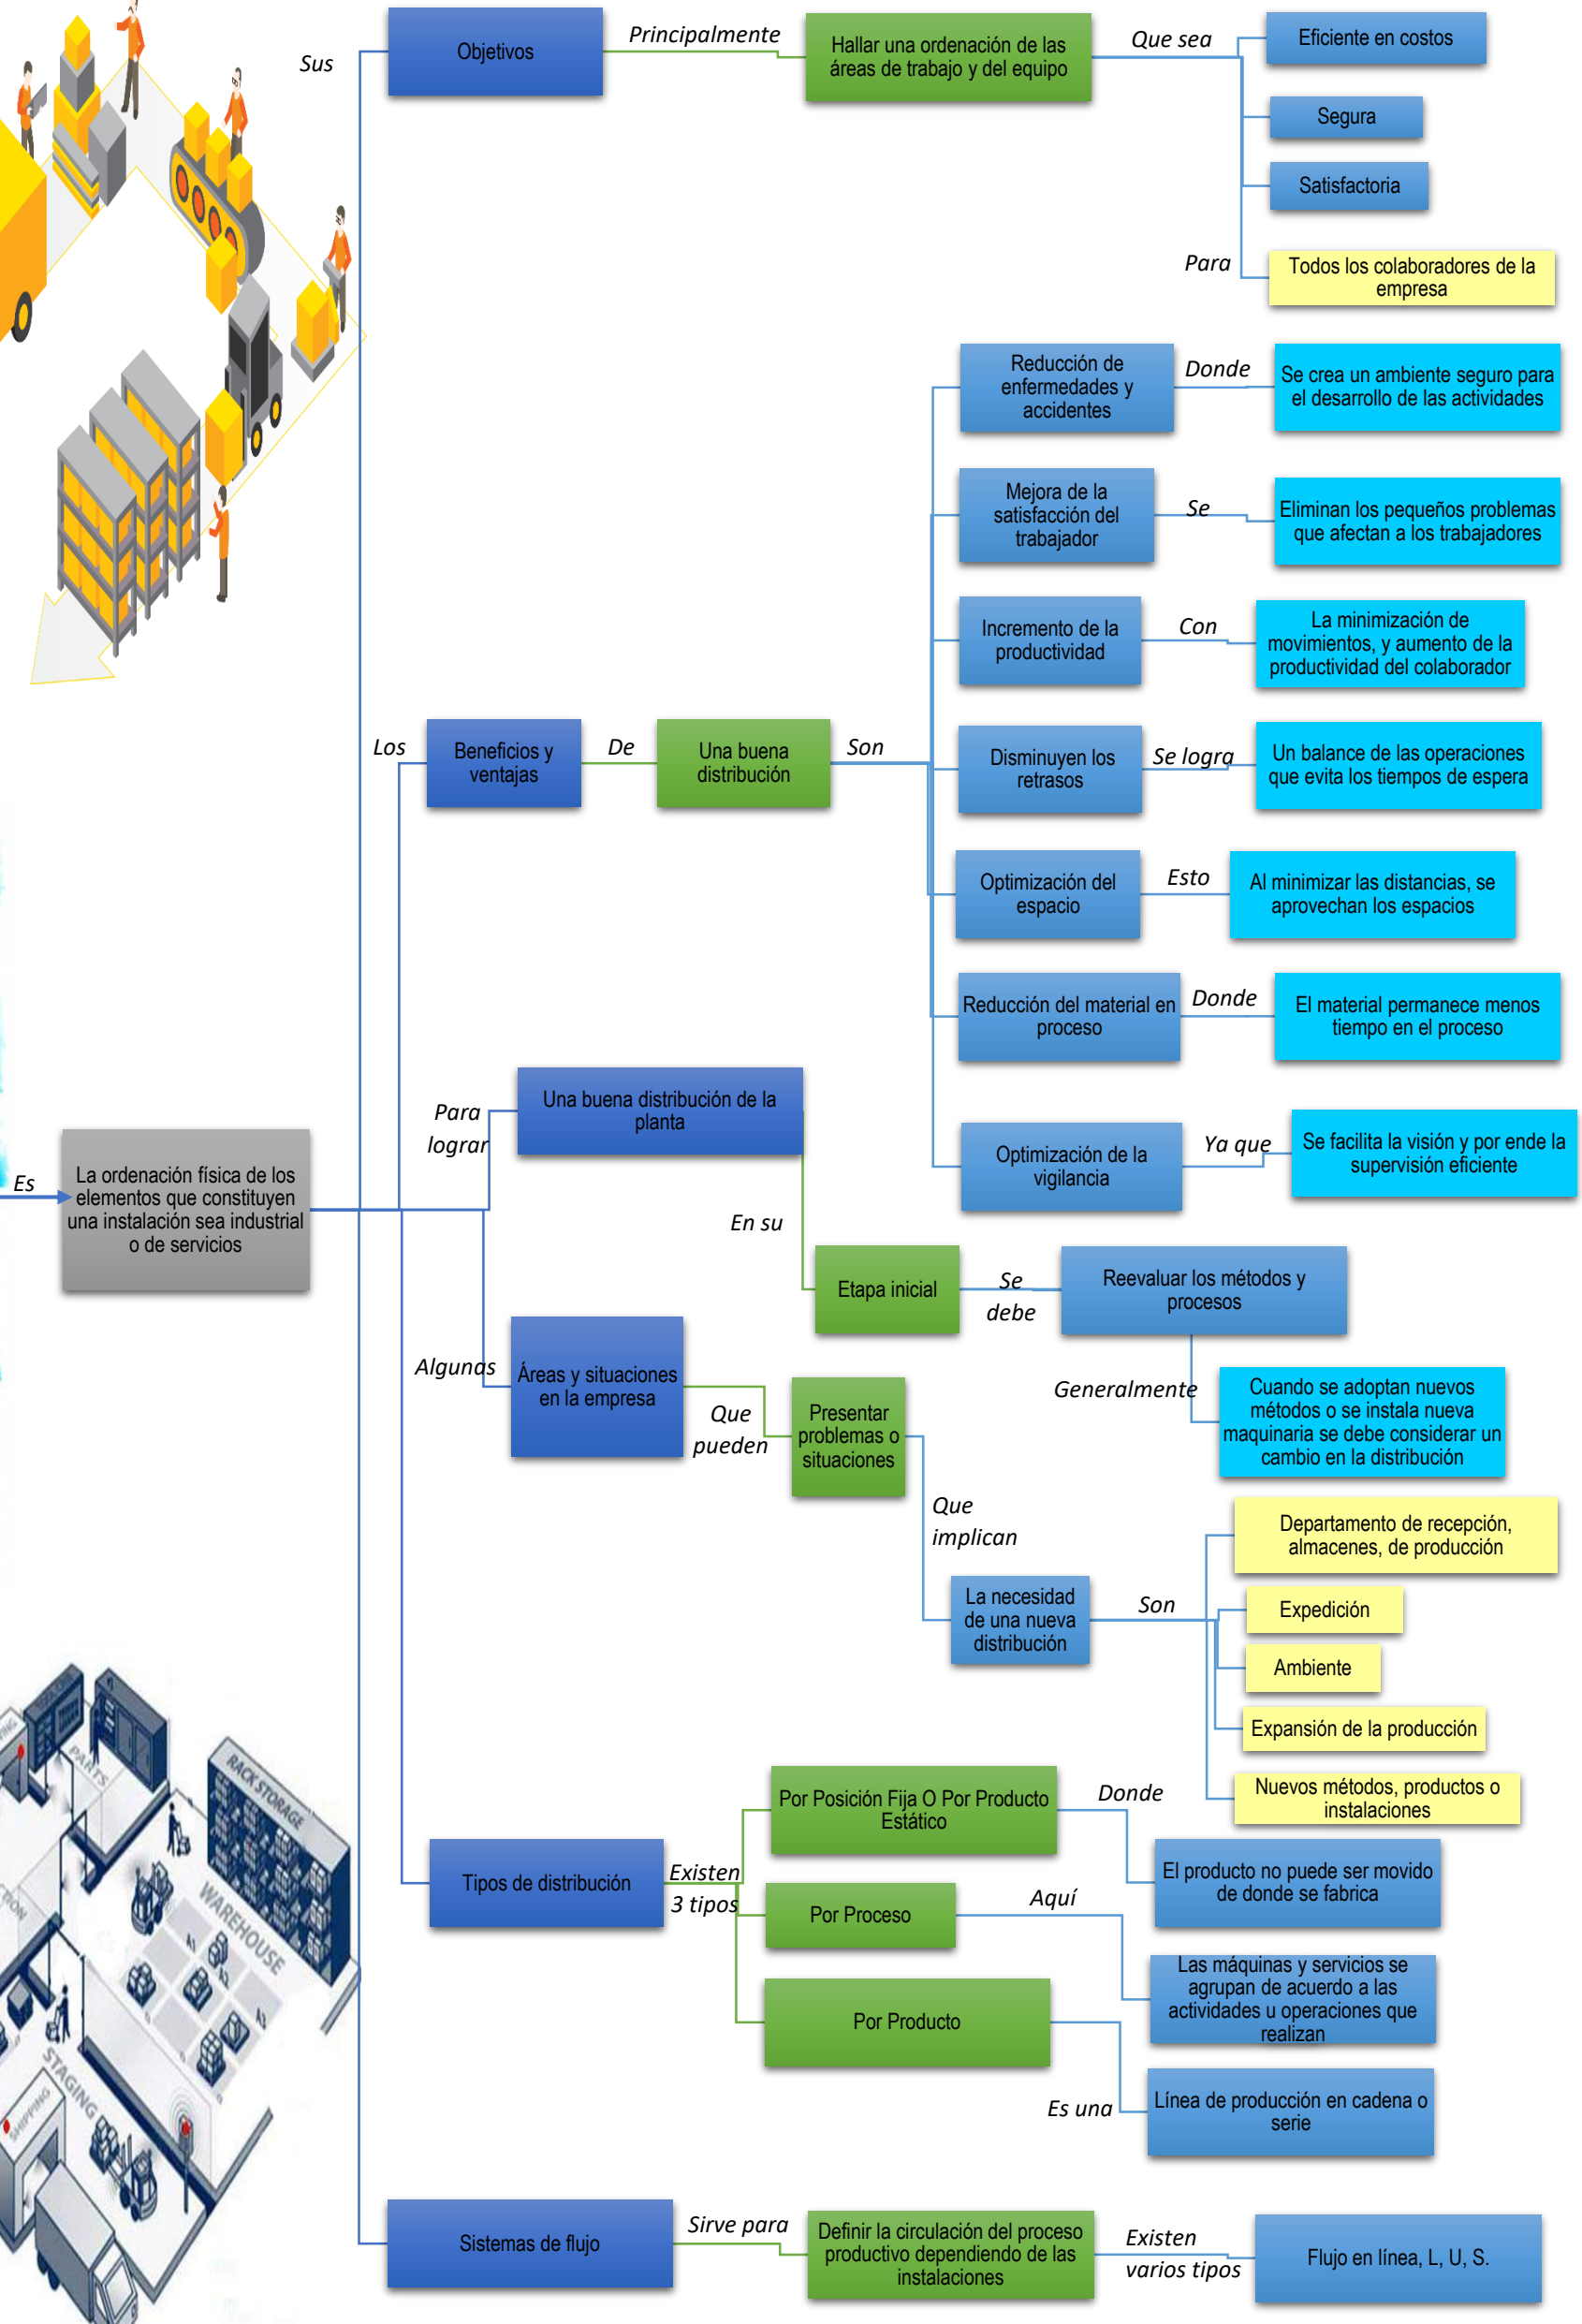 Sus
Objetivos
Principalmente
Hallar una ordenación de las
áreas de trabajo y del equipo
Que sea
Eficiente en costos
Segura
Satisfactoria
Para
Todos los colaboradores de la
empresa
Los
Beneficios y
ventajas
De
Una buena
distribución
Son
Reducción de
enfermedades y
accidentes
Donde
Se crea un ambiente seguro para
el desarrollo de las actividades
Mejora de la
satisfacción del
trabajador
Se
Eliminan los pequeños problemas
que afectan a los trabajadores
Incremento de la
productividad
Con
La minimización de
movimientos, y aumento de la
productividad del colaborador
Disminuyen los
retrasos
Se logra
Un balance de las operaciones
que evita los tiempos de espera
Optimización del
espacio
Esto
Al minimizar las distancias, se
aprovechan los espacios
Reducción del material en
proceso
Donde
El material permanece menos
tiempo en el proceso
Optimización de la
vigilancia
Ya que
Se facilita la visión y por ende la
supervisión eficiente
Es
La ordenación física de los
elementos que constituyen
una instalación sea industrial
o de servicios
Para
lograr
Una buena distribución de la
planta
En su
Etapa inicial
Se
debe
Reevaluar los métodos y
procesos
Generalmente
Cuando se adoptan nuevos
métodos o se instala nueva
maquinaria se debe considerar un
cambio en la distribución
Algunas
Áreas y situaciones
en la empresa
Que
pueden
Presentar
problemas o
situaciones
Que
implican
La necesidad
de una nueva
distribución
Son
Departamento de recepción,
almacenes, de producción
Expedición
Ambiente
Expansión de la producción
Nuevos métodos, productos o
instalaciones
Tipos de distribución
Existen
3 tipos
Por Posición Fija O Por Producto
Estático
Donde
El producto no puede ser movido
de donde se fabrica
Por Proceso
Aquí
Las máquinas y servicios se
agrupan de acuerdo a las
actividades u operaciones que
realizan
Por Producto
Es una
Línea de producción en cadena o
serie
Sistemas de flujo
Sirve para
Definir la circulación del proceso
productivo dependiendo de las
instalaciones
Existen
varios tipos
Flujo en línea, L, U, S.
PARTS
RACK STORAGE
WAREHOUSE
STAGING
SHIPPING